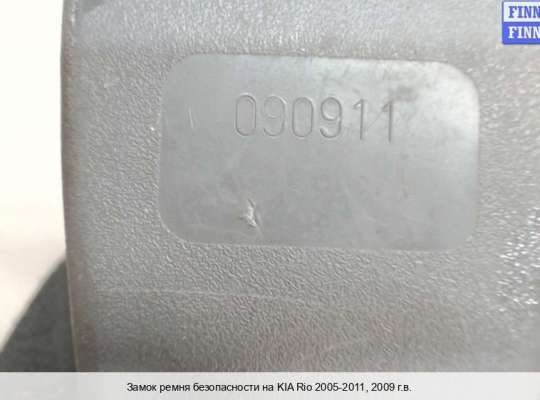 FINN
FINN
090911
Замок ремня безопасности на KIA Rio 2005-2011, 2009 г.в.